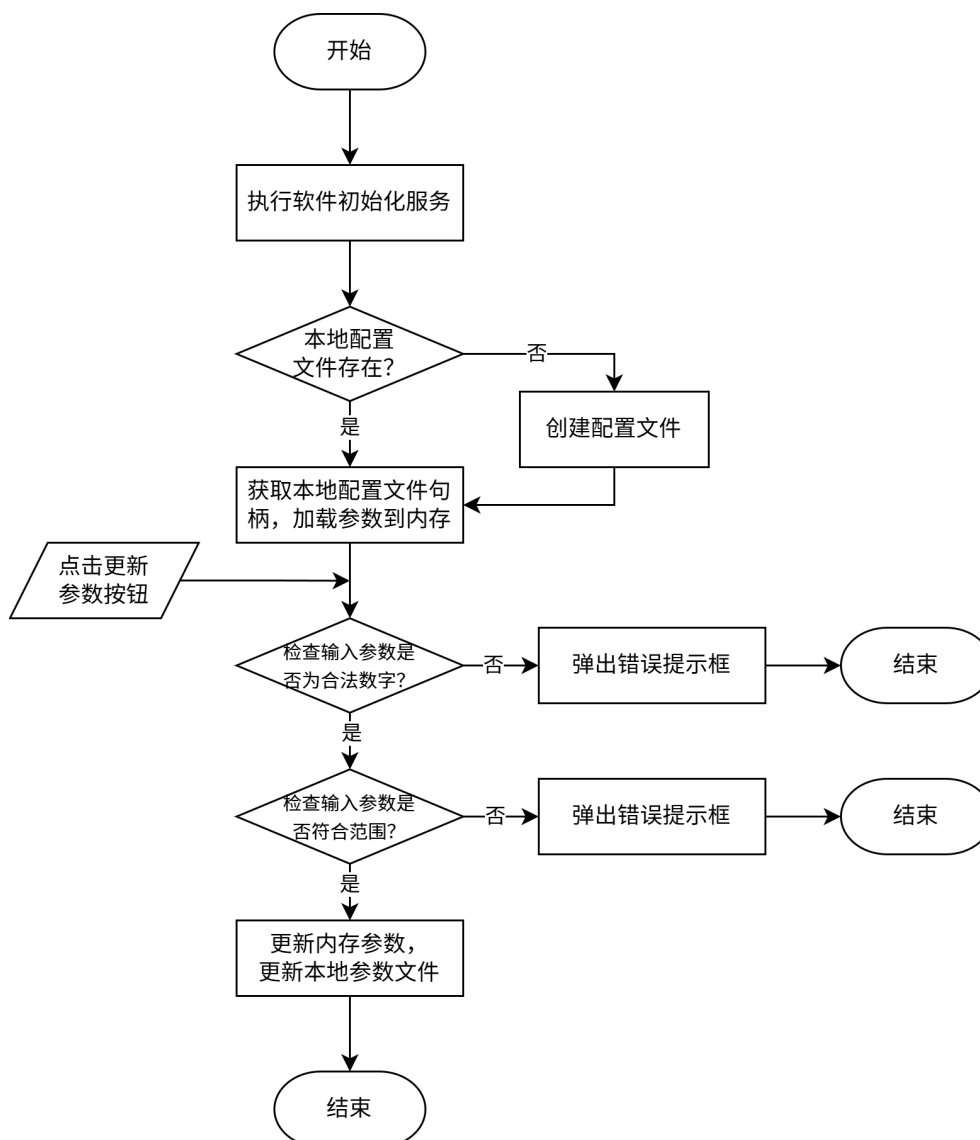 开始
执行软件初始化服务
本地配置
文件存在？
否
创建配置文件
是
获取本地配置文件句
柄，加载参数到内存
点击更新
参数按钮
检查输入参数是
否为合法数字？
否
弹出错误提示框
结束
是
检查输入参数是
否符合范围？
否
弹出错误提示框
结束
是
更新内存参数，
更新本地参数文件
结束